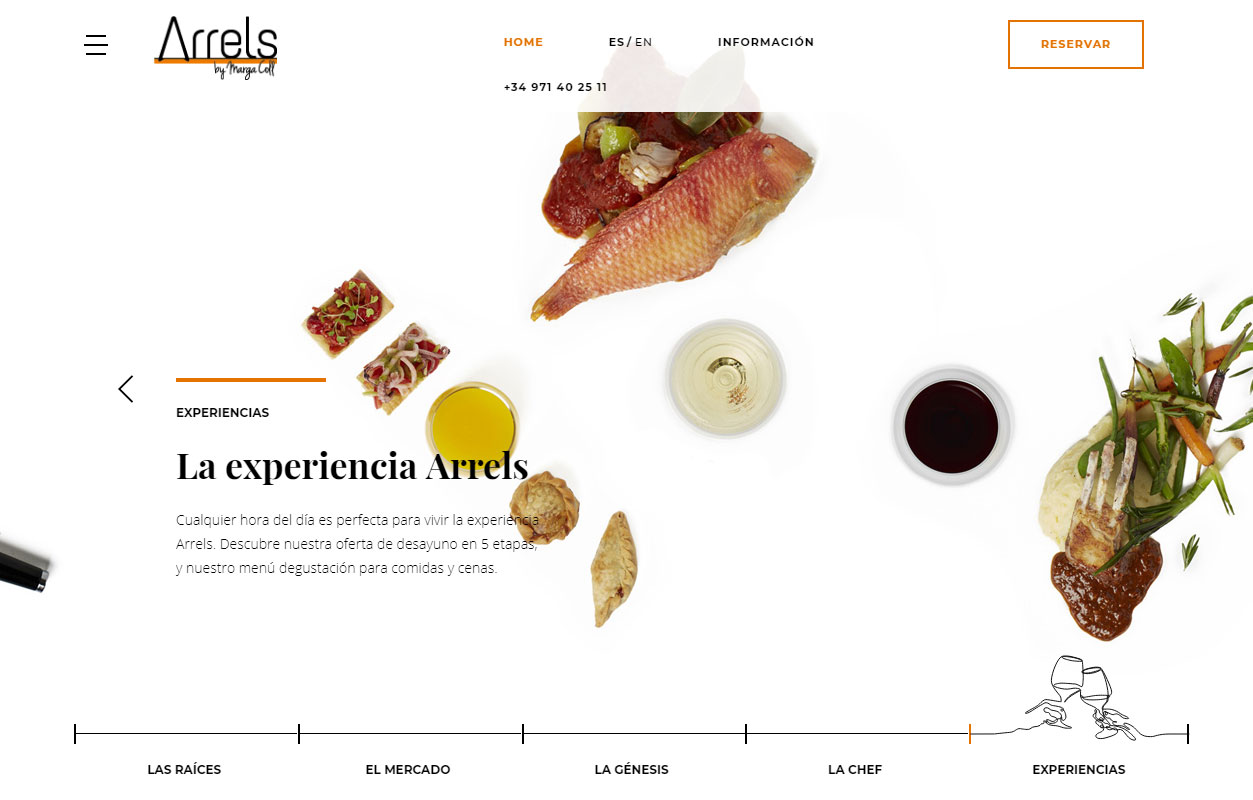 Arrels
by Marga Coll
HOME
ES / EN
INFORMACIÓN
RESERVAR
+34 971 40 25 11
EXPERIENCIAS
La experiencia Arrels
Cualquier hora del día es perfecta para vivir la experiencia
Arrels. Descubre nuestra oferta de desayuno en 5 etapas,
y nuestro menú degustación para comidas y cenas.
LAS RAÍCES
EL MERCADO
LA GÉNESIS
LA CHEF
EXPERIENCIAS